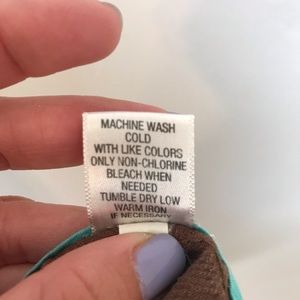 MACHINE WASH
COLD
WITH LIKE COLORS
ONLY NON-CHLORINE
BLEACH WHEN
NEEDED
TUMBLE DRY LOW
WARM IRON
IF NECESSARY